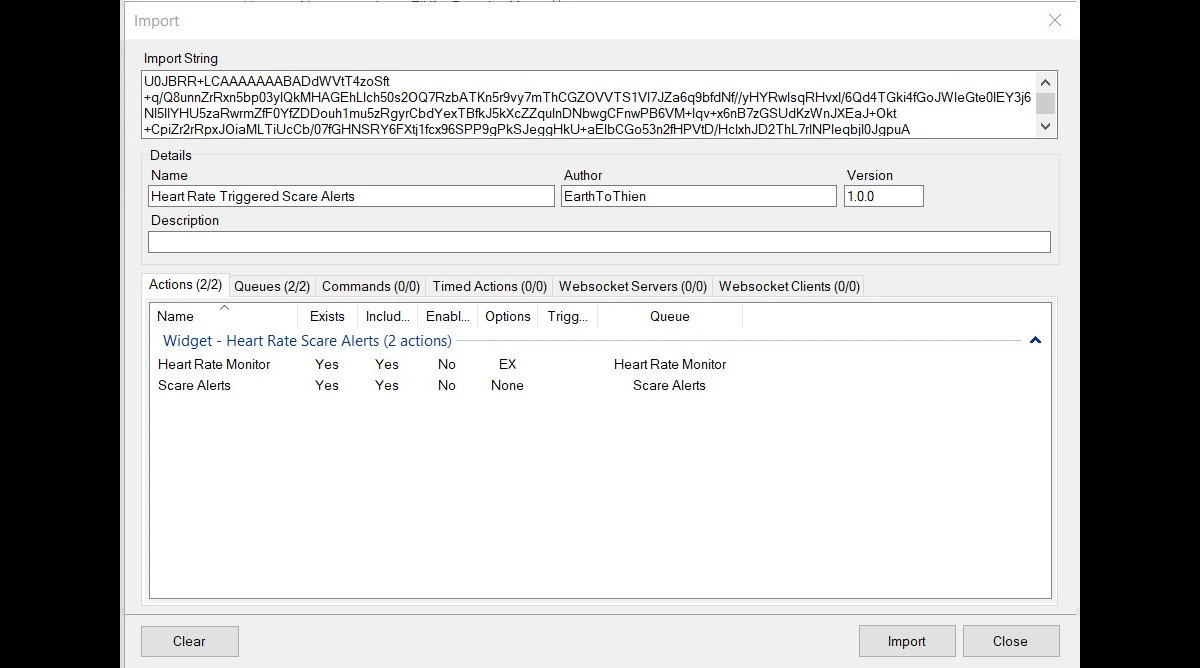 Import
Import String
U0JBRR+LCAAAAAAABADdWVtT4zoSft
+q/Q8unnZrRxn5bp03yIQkMHAGEhLlch50s2OQ7RzbATKn5r9vy7mThCGZOVVTS1Vl7JZa6q9bfdNf//yHYRwlsqRHvxl/6Qd4TGki4fGoJWleGte0lEY3j6
Nl5IlYHU5zaRwrmZfF0YfZDDouh1mu5zRgyrCbdYexTBfkJ5kXcZZqulnDNbwgCFnwPB6VM+lqv+x6nB7zGSUdKzWnJXEaJ+Okt
+CpiZr2rRpxJOiaMLTiUcCb/07fGHNSRY6FXtj1fcx96SPP9gPkSJeggHkU+aElbCGo53n2fHPVtD/HclxhJD2ThL7rlNPleqbjl0JgpuA
Details
Name Author Version
Heart Rate Triggered Scare Alerts EarthToThien 1.0.0
Description
Actions (2/2) Queues (2/2) Commands (0/0) Timed Actions (0/0) Websocket Servers (0/0) Websocket Clients (0/0)
Name Exists Includ... Enabl... Options Trigg... Queue
Widget - Heart Rate Scare Alerts (2 actions)
Heart Rate Monitor Yes Yes No EX Heart Rate Monitor
Scare Alerts Yes Yes No None Scare Alerts
Clear Import Close